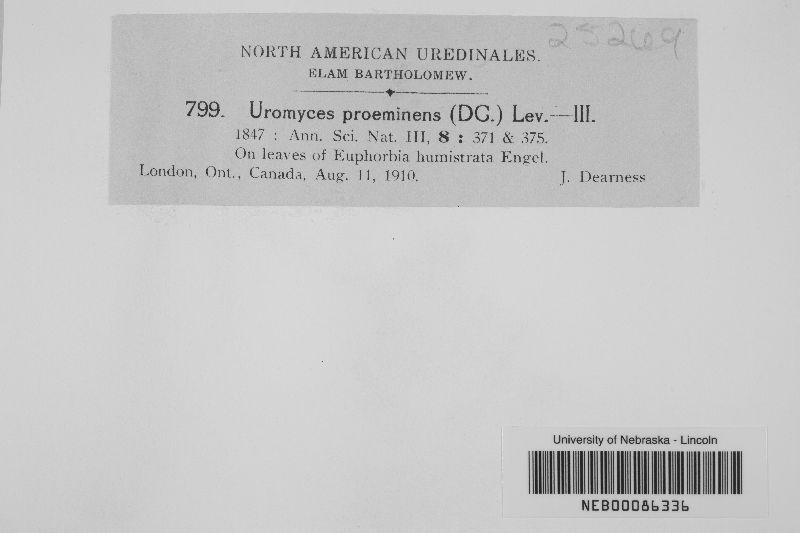 25269
NORTH AMERICAN UREDINALES.
ELAM BARTHOLOMEW.
799. Uromyces proeminens (DC.) Lev.—III.
1847 : Ann. Sci. Nat. III, 8 : 371 & 375.
On leaves of Euphorbia humistrata Engel.
London, Ont., Canada, Aug. 11, 1910. J. Dearness
University of Nebraska - Lincoln
NEB00086336